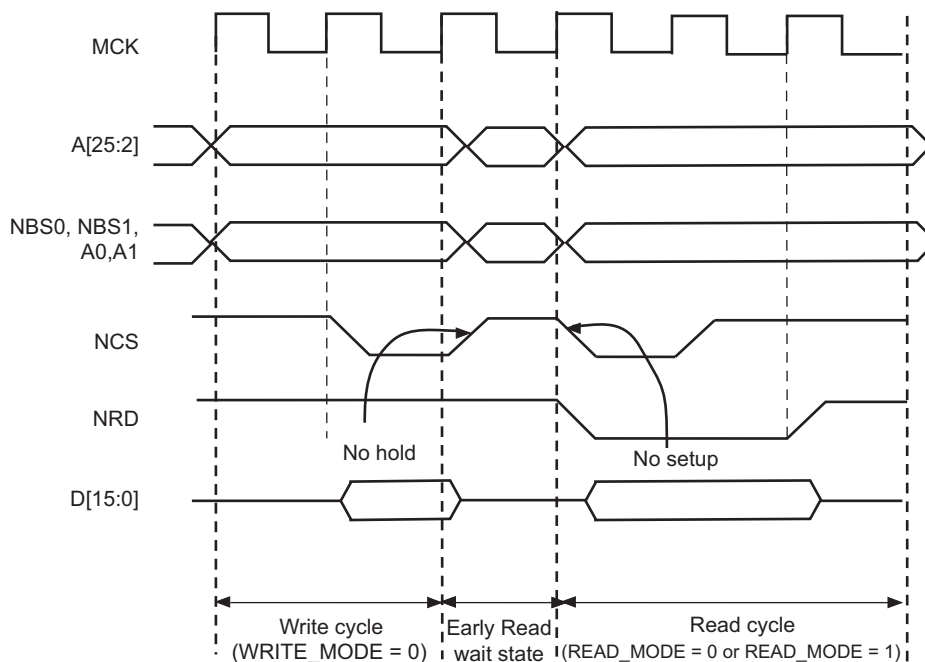 MCK
A[25:2]
NBS0, NBS1,
A0,A1
NCS
NRD
No hold
No setup
D[15:0]
Write cycle
(WRITE_MODE = 0)
Early Read
wait state
Read cycle
(READ_MODE = 0 or READ_MODE = 1)